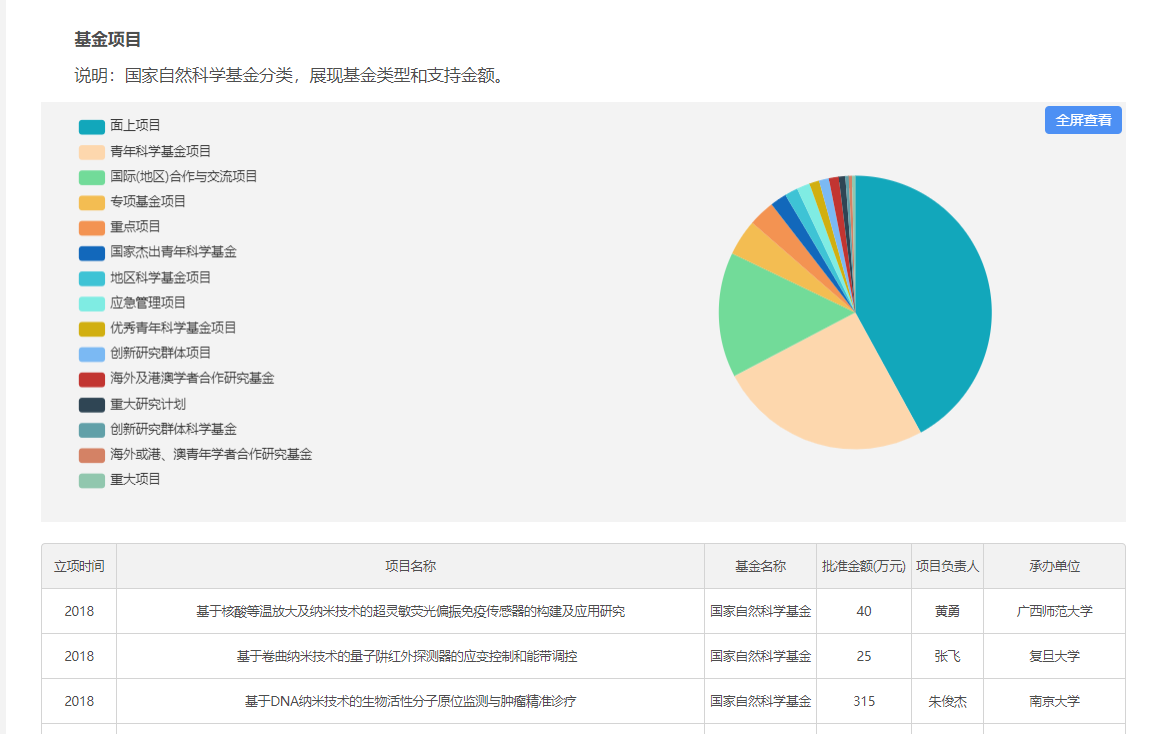 基金项目
说明：国家自然科学基金分类，展现基金类型和支持金额。
全屏查看
面上项目
青年科学基金项目
国际(地区)合作与交流项目
专项基金项目
重点项目
国家杰出青年科学基金
地区科学基金项目
应急管理项目
优秀青年科学基金项目
创新研究群体项目
海外及港澳学者合作研究基金
重大研究计划
创新研究群体科学基金
海外或港、澳青年学者合作研究基金
重大项目
立项时间 项目名称 基金名称 批准金额(万元) 项目负责人 承办单位
2018 基于核酸等温放大及纳米技术的超灵敏荧光偏振免疫传感器的构建及应用研究 国家自然科学基金 40 黄勇 广西师范大学
2018 基于卷曲纳米技术的量子阱红外探测器的应变控制和能带调控 国家自然科学基金 25 张飞 复旦大学
2018 基于DNA纳米技术的生物活性分子原位监测与肿瘤精准诊疗 国家自然科学基金 315 朱俊杰 南京大学